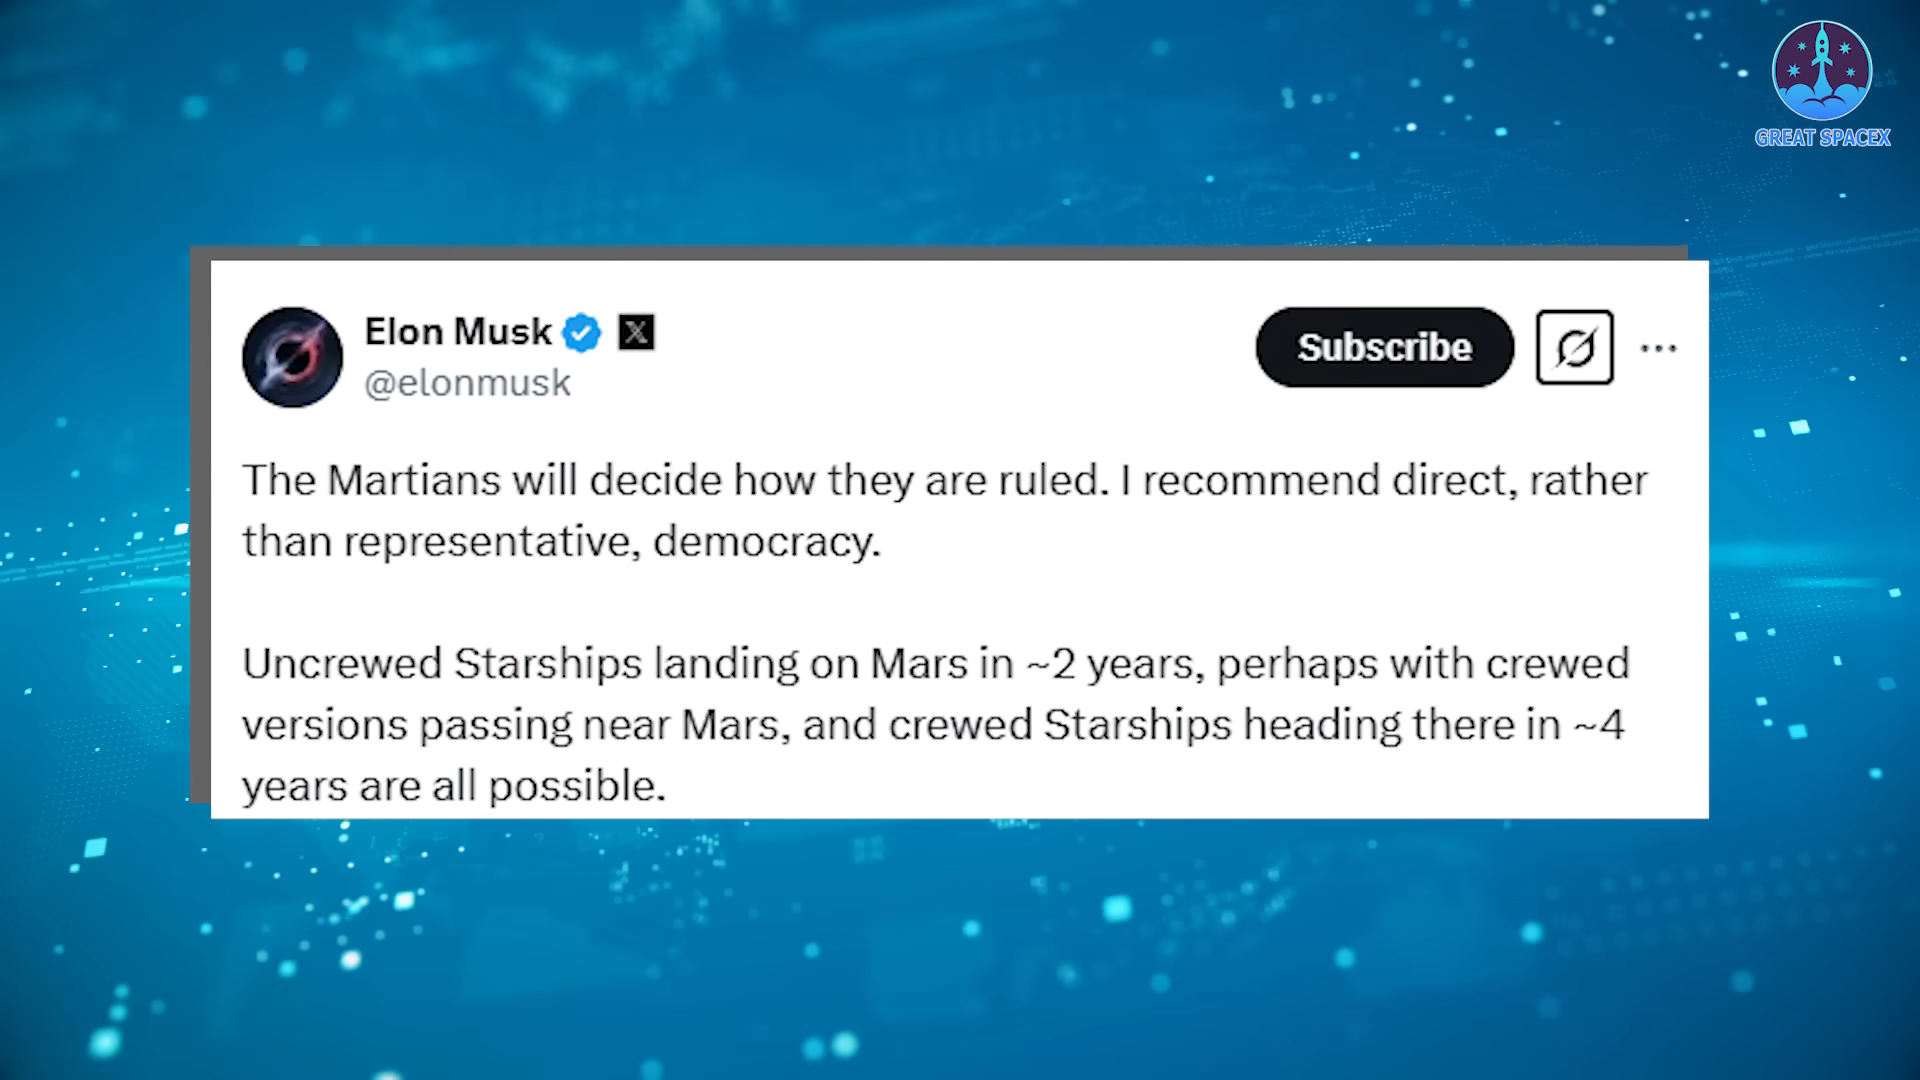 GREAT SPACEX
Elon Musk
@elonmusk
Subscribe
The Martians will decide how they are ruled. I recommend direct, rather
than representative, democracy.
Uncrewed Starships landing on Mars in ~2 years, perhaps with crewed
versions passing near Mars, and crewed Starships heading there in ~4
years are all possible.